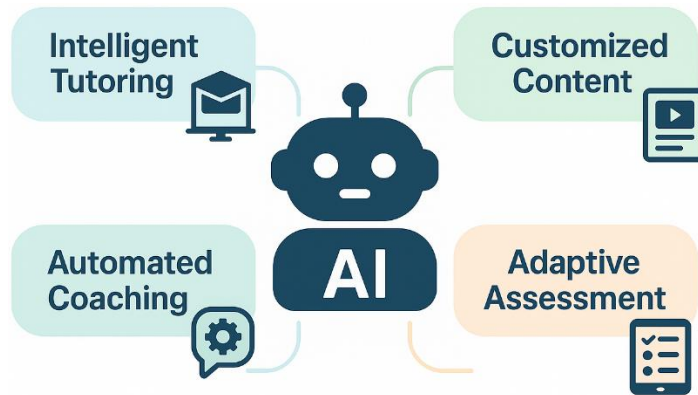 Intelligent
Tutoring
Customized
Content
AI
Automated
Coaching
Adaptive
Assessment